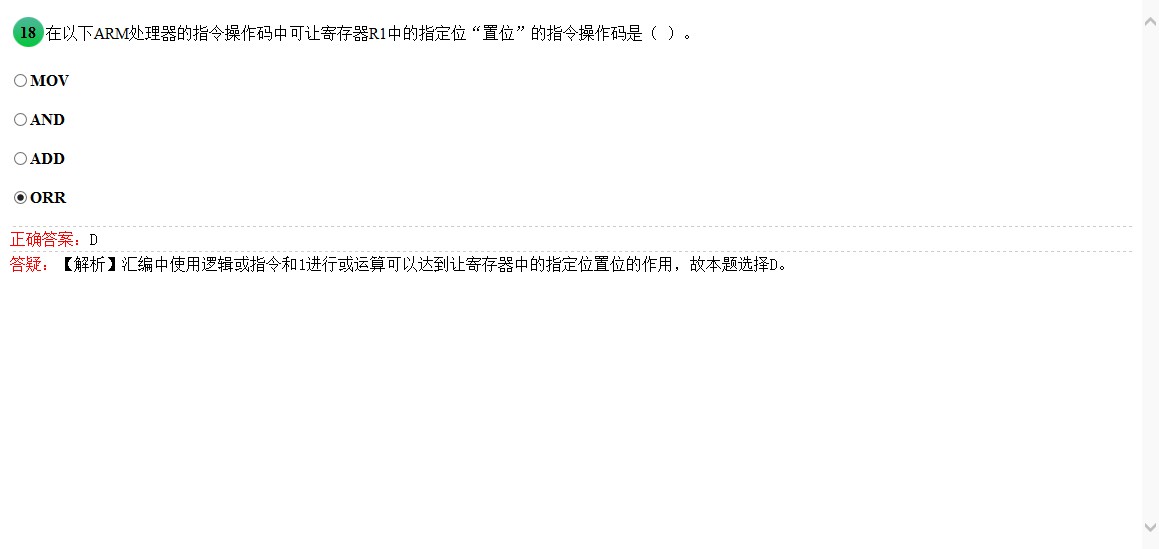 18 在以下ARM处理器的指令操作码中可让寄存器R1中的指定位“置位”的指令操作码是（ ）。
MOV
AND
ADD
ORR
正确答案：D
答疑：【解析】汇编中使用逻辑或指令和1进行或运算可以达到让寄存器中的指定位置位的作用，故本题选择D。